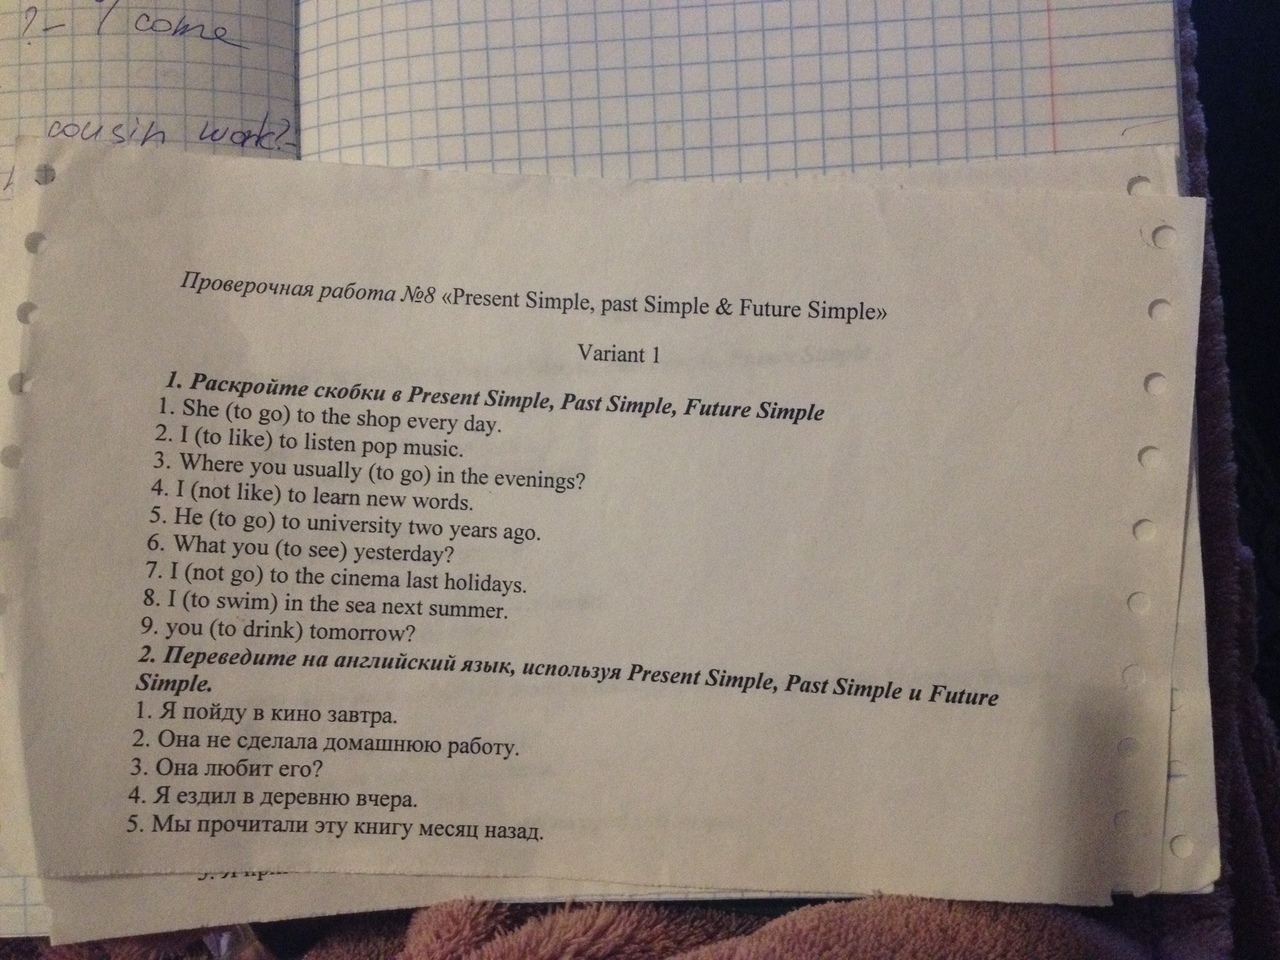 ?- I come
cousin work?-
Проверочная работа №8 «Present Simple, past Simple & Future Simple»
Variant 1
1. Раскройте скобки в Present Simple, Past Simple, Future Simple
1. She (to go) to the shop every day.
2. I (to like) to listen pop music.
3. Where you usually (to go) in the evenings?
4. I (not like) to learn new words.
5. He (to go) to university two years ago.
6. What you (to see) yesterday?
7. I (not go) to the cinema last holidays.
8. I (to swim) in the sea next summer.
9. you (to drink) tomorrow?
2. Переведите на английский язык, используя Present Simple, Past Simple и Future
Simple.
1. Я пойду в кино завтра.
2. Она не сделала домашнюю работу.
3. Она любит его?
4. Я ездил в деревню вчера.
5. Мы прочитали эту книгу месяц назад.